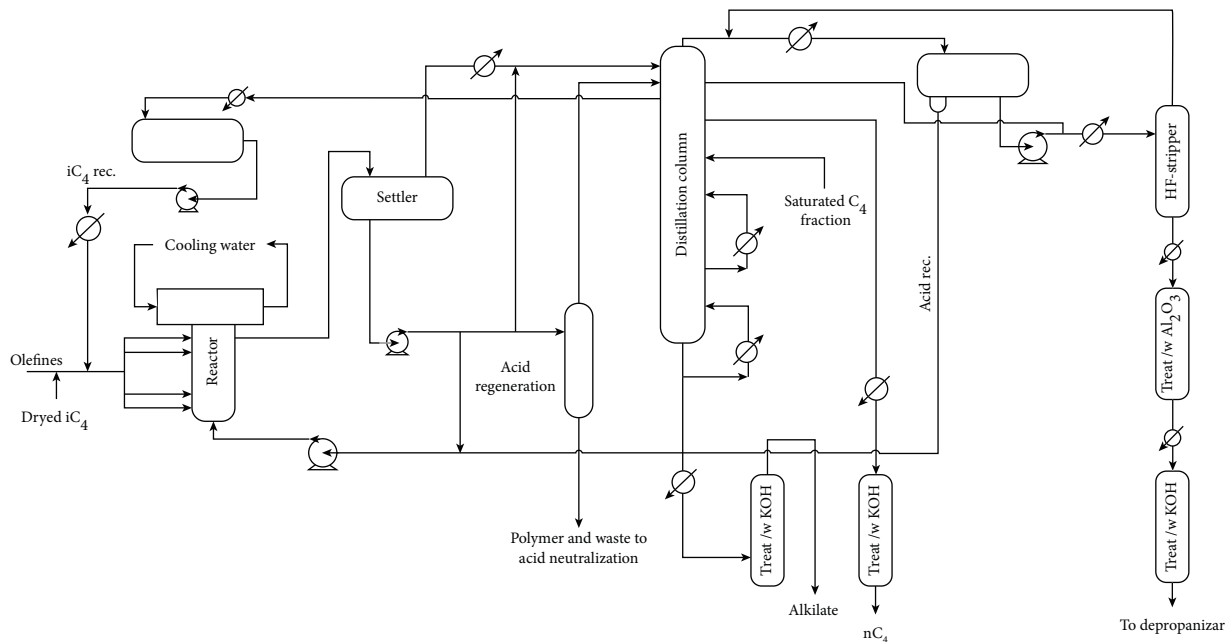 iC4 rec.
Cooling water
Olefines
Dryed iC4
Reactor
Settler
Acid
regeneration
Polymer and waste to
acid neutralization
Distillation column
Saturated C4
fraction
Treat /w KOH
Alkilate
Treat /w KOH
nC4
Acid rec.
HF-stripper
Treat /w Al2O3
Treat /w KOH
To depropanizar